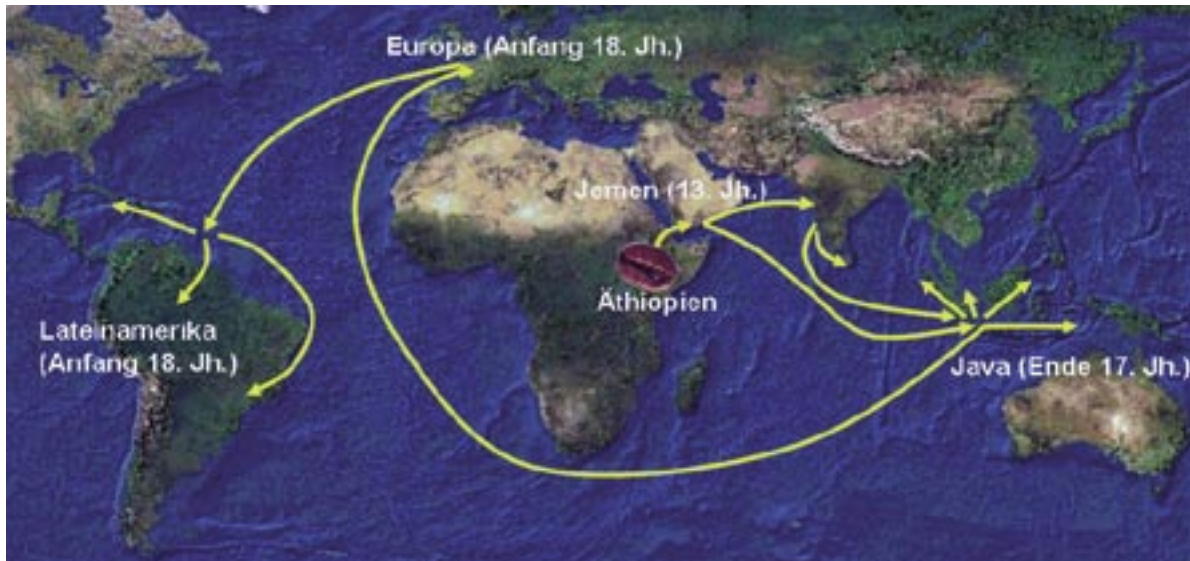 Europa (Anfang 18. Jh.)
Jemen (13. Jh.)
Äthiopien
Lateinamerika
(Anfang 18. Jh.)
Java (Ende 17. Jh.)